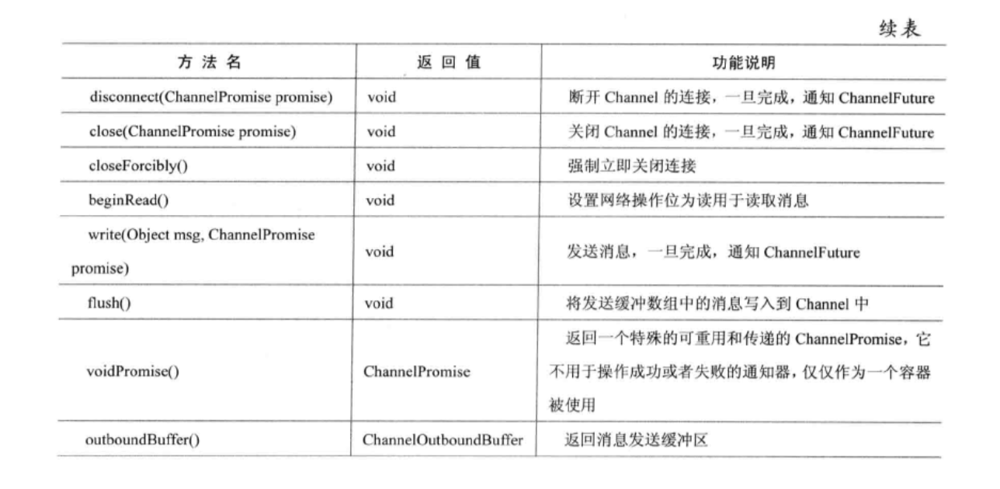 续表
方 法 名 返 回 值 功能说明
disconnect(ChannelPromise promise) void 断开 Channel 的连接，一旦完成，通知 ChannelFuture
close(ChannelPromise promise) void 关闭 Channel 的连接，一旦完成，通知 ChannelFuture
closeForcibly() void 强制立即关闭连接
beginRead() void 设置网络操作位为读用于读取消息
write(Object msg, ChannelPromise
promise)
void 发送消息，一旦完成，通知 ChannelFuture
flush() void 将发送缓冲数组中的消息写入到 Channel 中
voidPromise() ChannelPromise
返回一个特殊的可重用和传递的 ChannelPromise，它
不用于操作成功或者失败的通知器，仅仅作为一个容器
被使用
outboundBuffer() ChannelOutboundBuffer 返回消息发送缓冲区